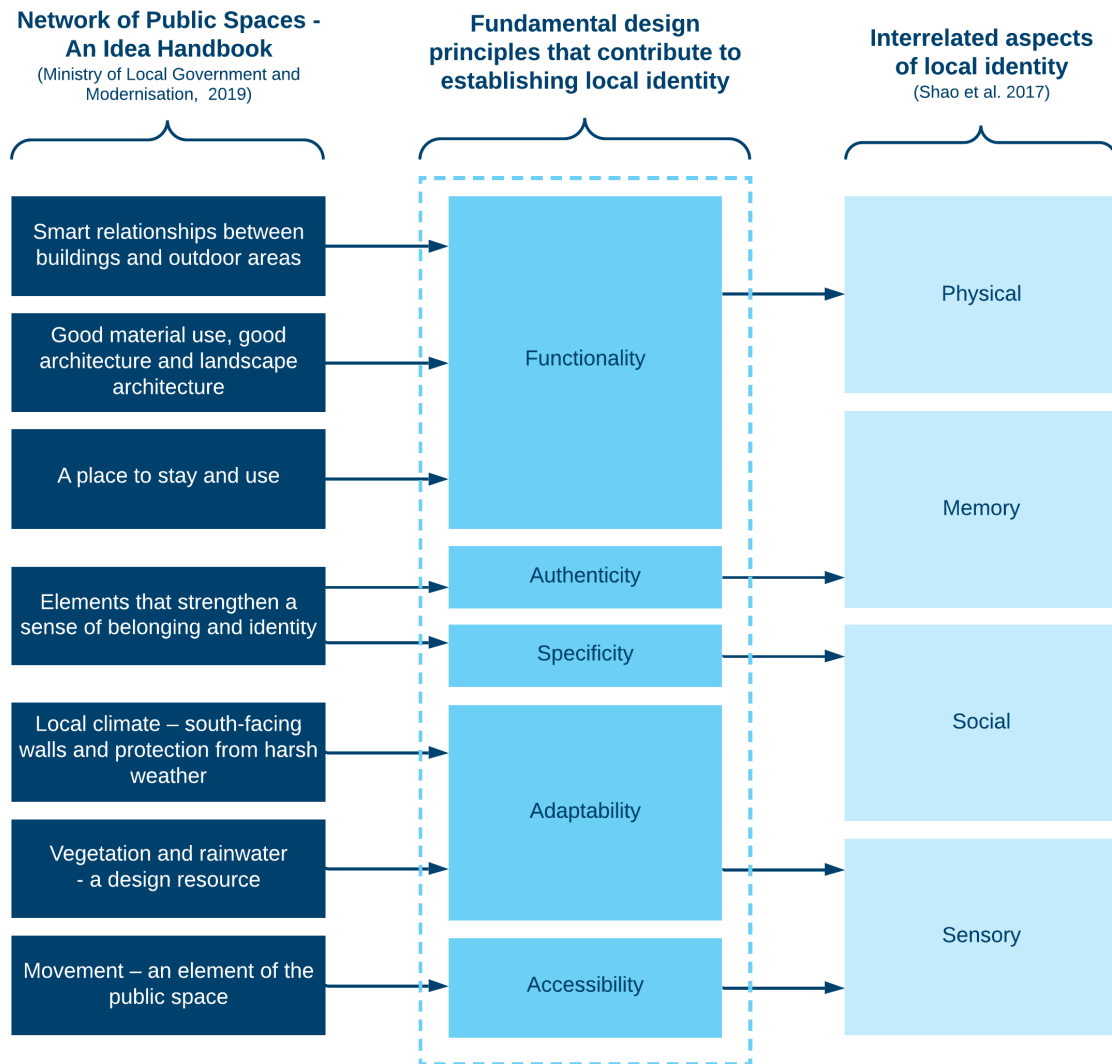 Network of Public Spaces -
An Idea Handbook
(Ministry of Local Government and
Modernisation, 2019)
Fundamental design
principles that contribute to
establishing local identity
Interrelated aspects
of local identity
(Shao et al. 2017)
Smart relationships between
buildings and outdoor areas
Good material use, good
architecture and landscape
architecture
A place to stay and use
Elements that strengthen a
sense of belonging and identity
Local climate – south-facing
walls and protection from harsh
weather
Vegetation and rainwater
- a design resource
Movement – an element of the
public space
Functionality
Authenticity
Specificity
Adaptability
Accessibility
Physical
Memory
Social
Sensory